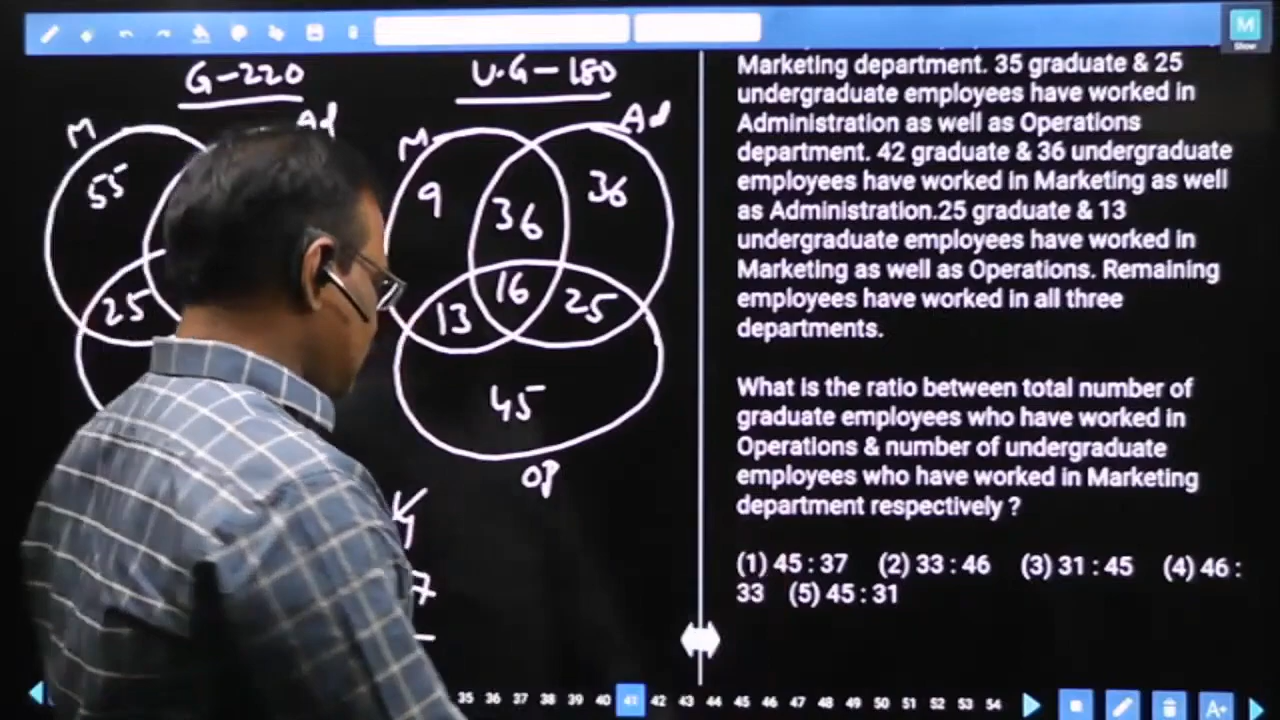 M
Show
G-220
U.G-180
M
Ad
M
Ad
55
9
36
36
25
16
13
25
45
OP
7
Marketing department. 35 graduate & 25
undergraduate employees have worked in
Administration as well as Operations
department. 42 graduate & 36 undergraduate
employees have worked in Marketing as well
as Administration.25 graduate & 13
undergraduate employees have worked in
Marketing as well as Operations. Remaining
employees have worked in all three
departments.
What is the ratio between total number of
graduate employees who have worked in
Operations & number of undergraduate
employees who have worked in Marketing
department respectively ?
(1) 45 : 37 (2) 33 : 46 (3) 31 : 45 (4) 46 :
33 (5) 45 : 31
35 36 37 38 39 40 41 42 43 44 45 46 47 48 49 50 51 52 53 54
A+